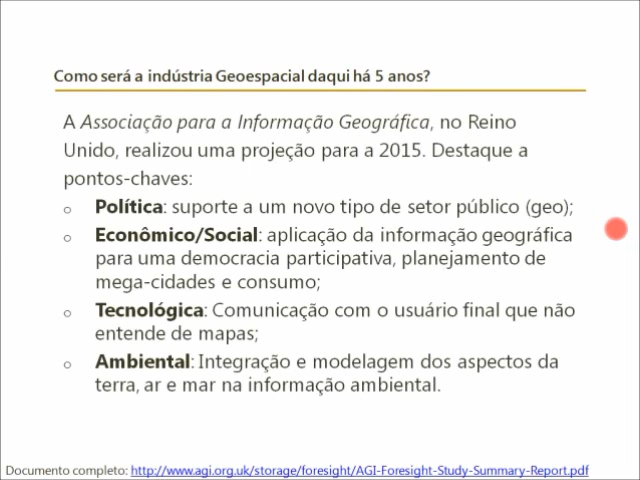 Como será a indústria Geoespacial daqui há 5 anos?
A Associação para a Informação Geográfica, no Reino
Unido, realizou uma projeção para a 2015. Destaque a
pontos-chaves:
o Política: suporte a um novo tipo de setor público (geo);
o Econômico/Social: aplicação da informação geográfica
para uma democracia participativa, planejamento de
mega-cidades e consumo;
o Tecnológica: Comunicação com o usuário final que não
entende de mapas;
o Ambiental: Integração e modelagem dos aspectos da
terra, ar e mar na informação ambiental.
Documento completo: http://www.agi.org.uk/storage/foresight/AGI-Foresight-Study-Summary-Report.pdf